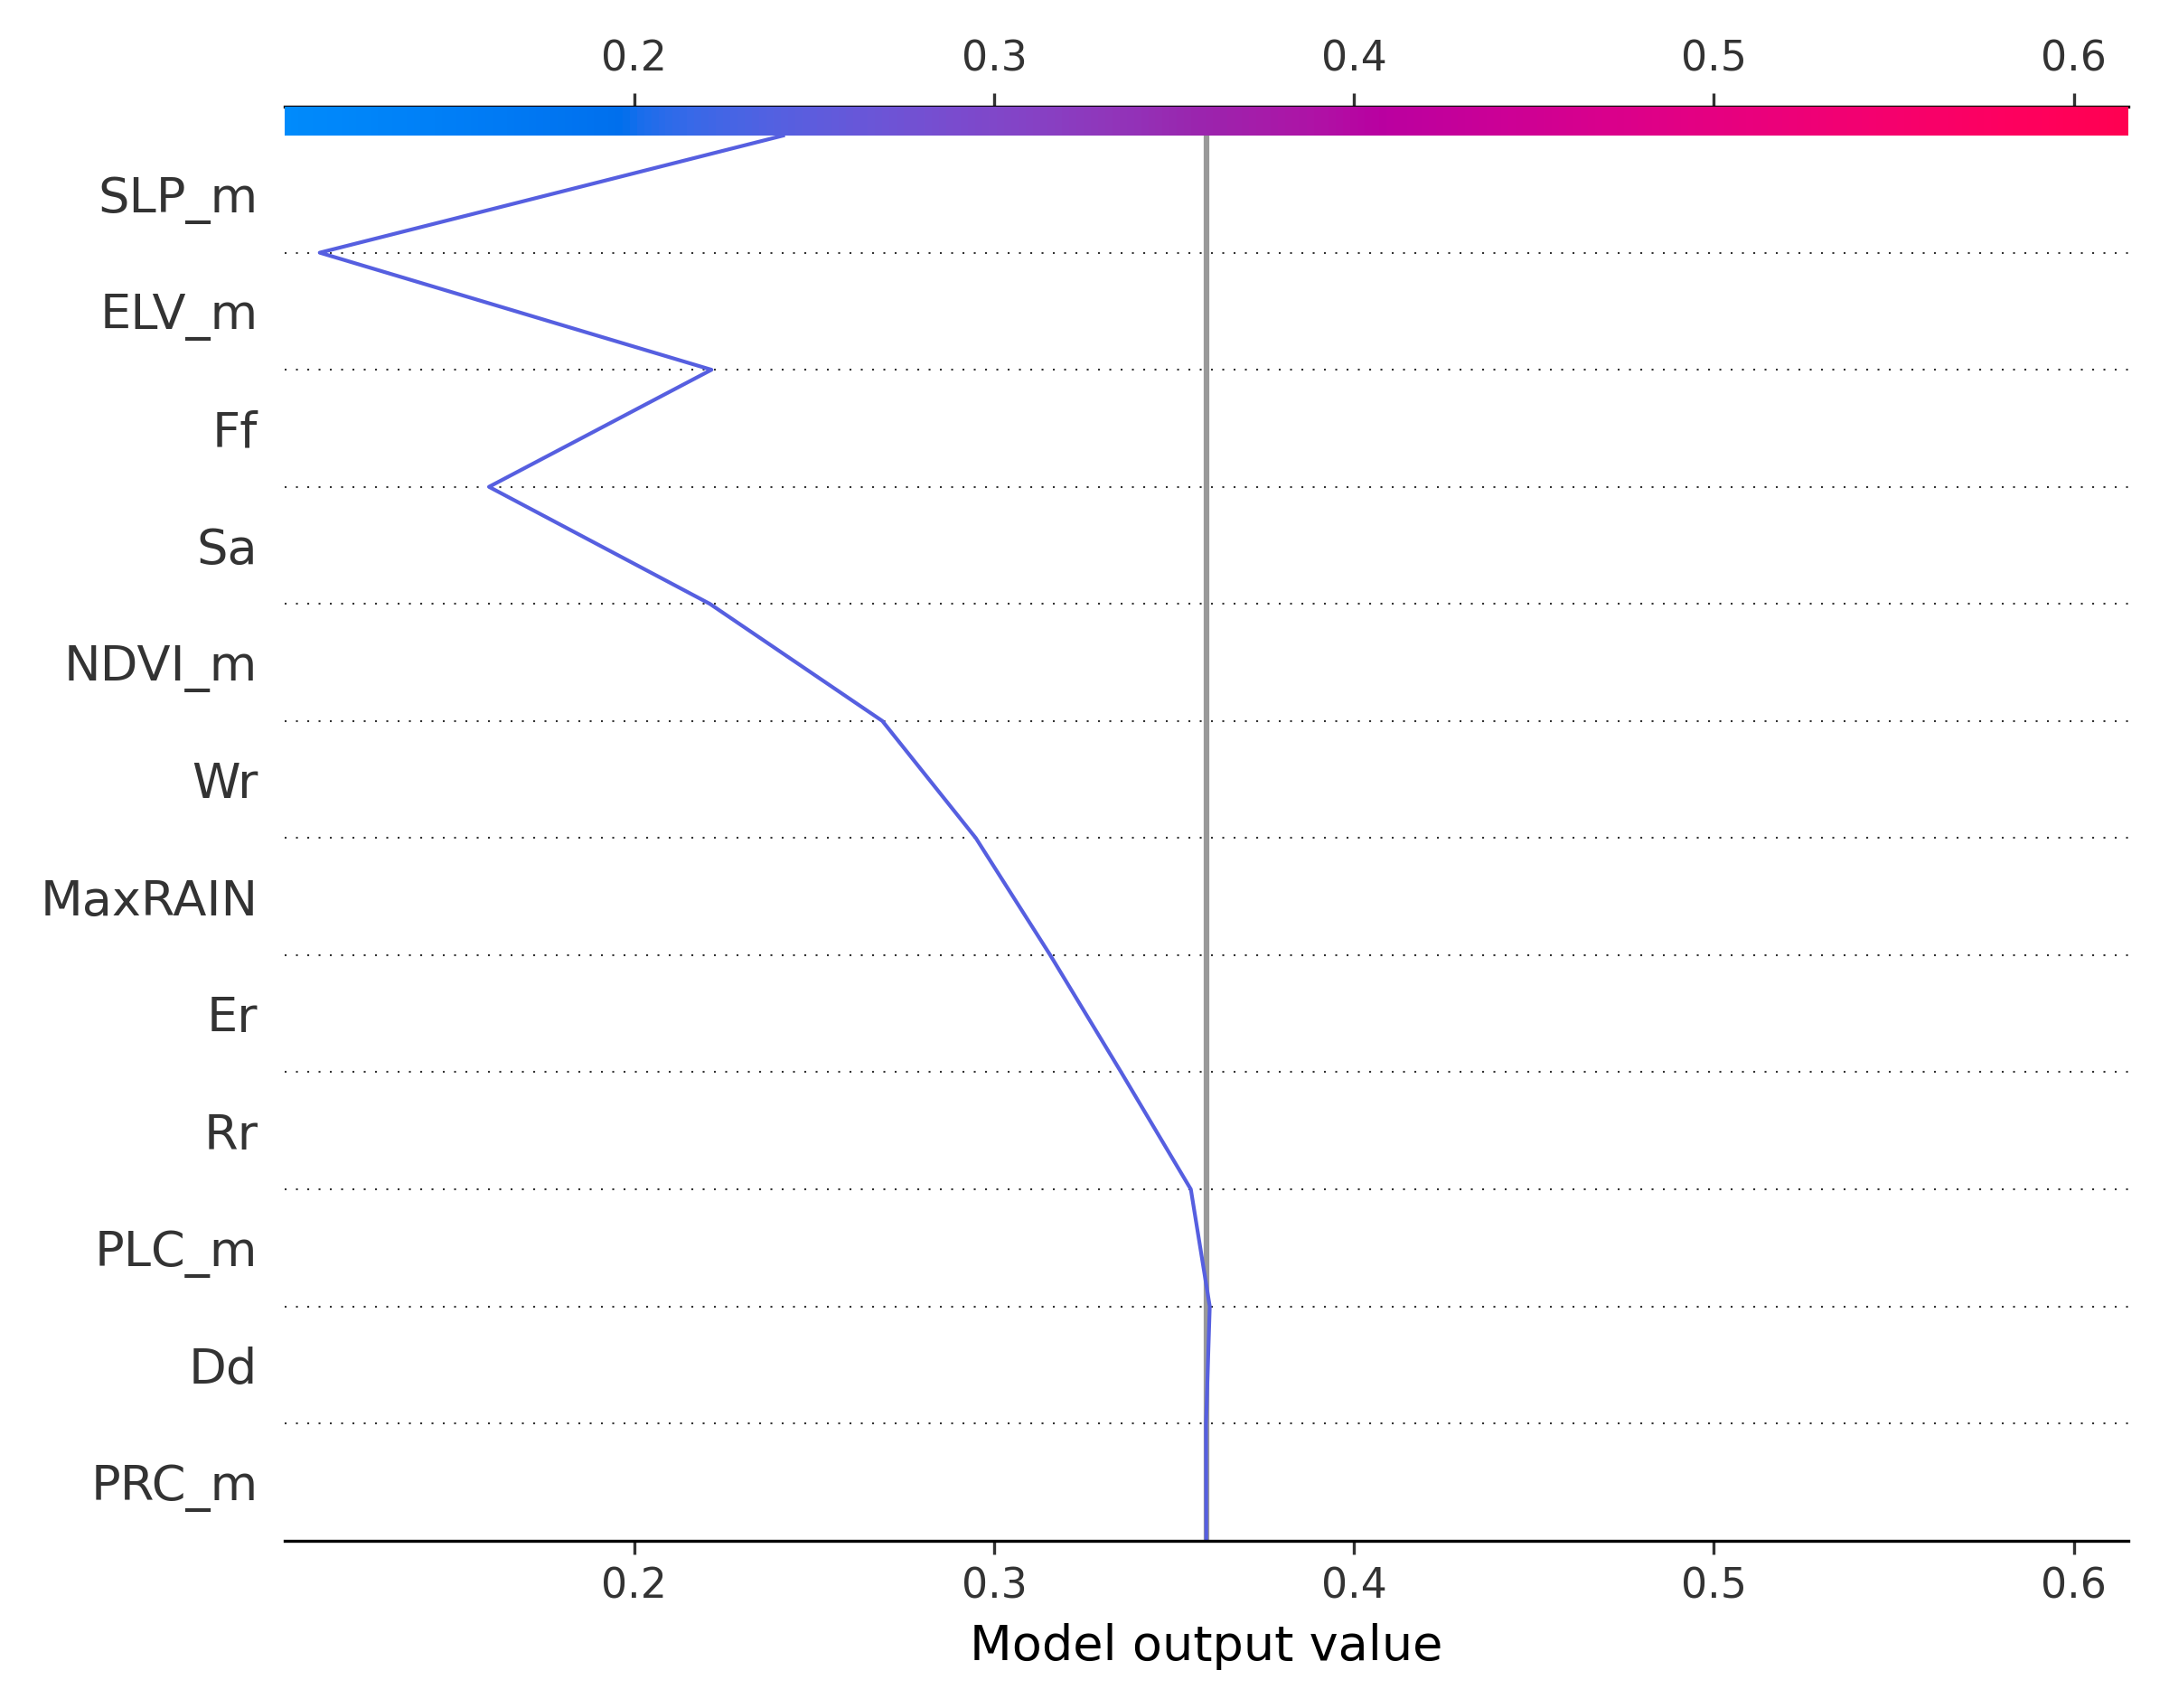 0.2 0.3 0.4 0.5 0.6
SLP_m
ELV_m
Ff
Sa
NDVI_m
Wr
MaxRAIN
Er
Rr
PLC_m
Dd
PRC_m
0.2 0.3 0.4 0.5 0.6
Model output value